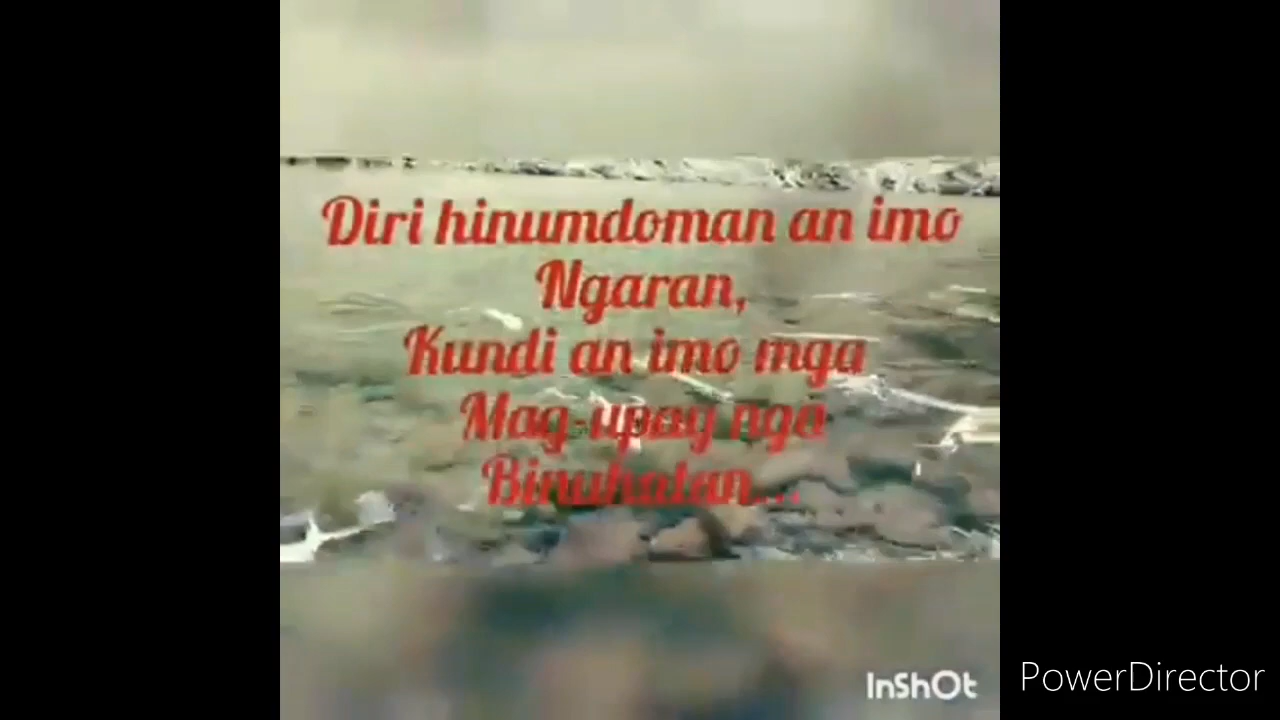 Diri hinumdoman an imo
Ngaran,
Kundi an imo mga
Mag-upay nga
Binuhatan...
InShOt
PowerDirector